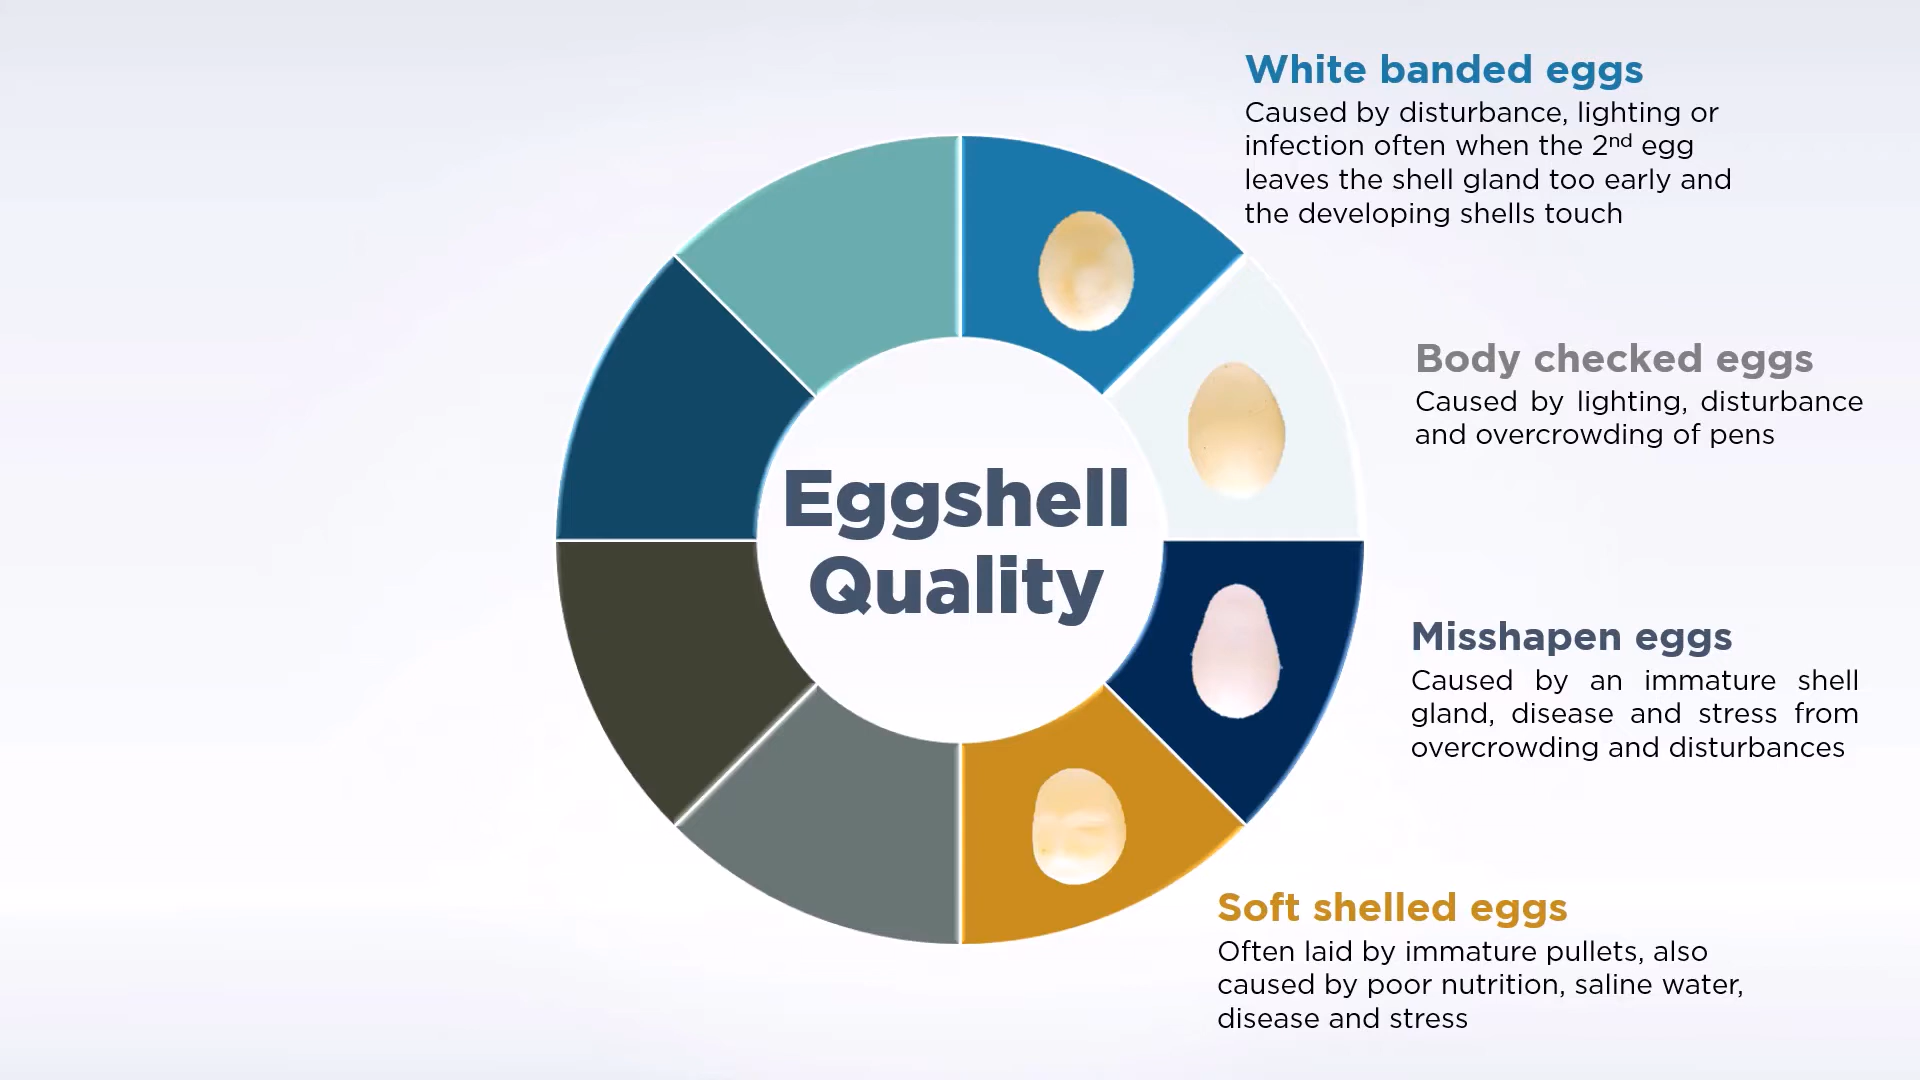 White banded eggs
Caused by disturbance, lighting or
infection often when the 2nd egg
leaves the shell gland too early and
the developing shells touch
Body checked eggs
Caused by lighting, disturbance
and overcrowding of pens
Eggshell
Quality
Misshapen eggs
Caused by an immature shell
gland, disease and stress from
overcrowding and disturbances
Soft shelled eggs
Often laid by immature pullets, also
caused by poor nutrition, saline water,
disease and stress